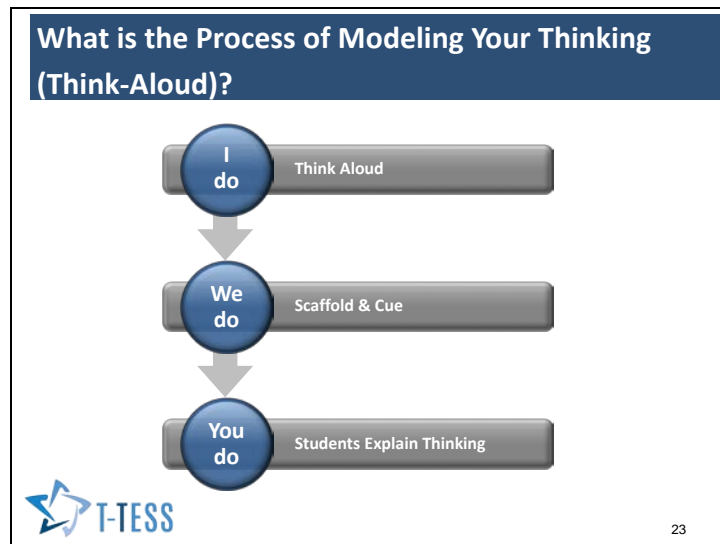 What is the Process of Modeling Your Thinking
(Think-Aloud)?
I
do
Think Aloud
We
do
Scaffold & Cue
You
do
Students Explain Thinking
T-TESS
23